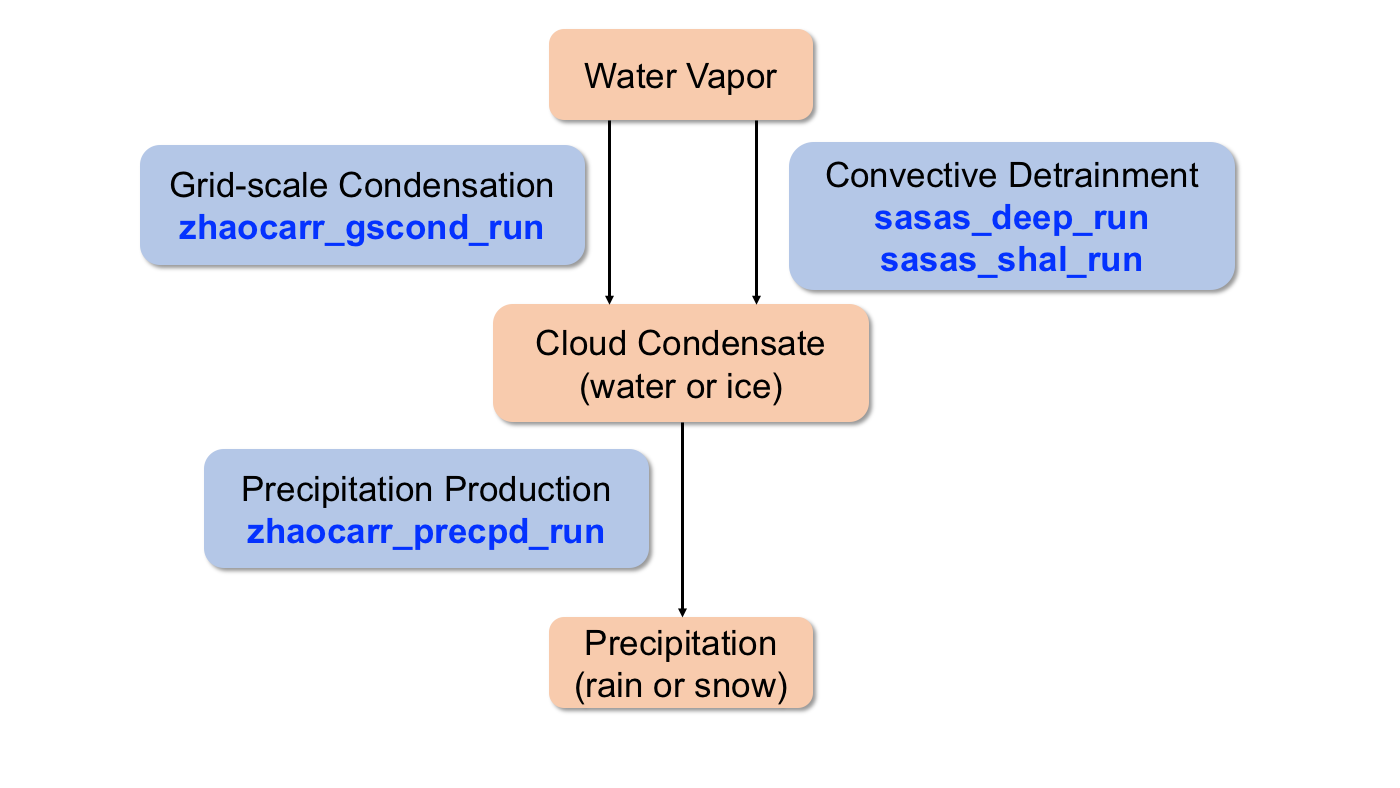 Water Vapor
Grid-scale Condensation
zhaocarr_gscond_run
Convective Detrainment
sasas_deep_run
sasas_shal_run
Cloud Condensate
(water or ice)
Precipitation Production
zhaocarr_precpd_run
Precipitation
(rain or snow)